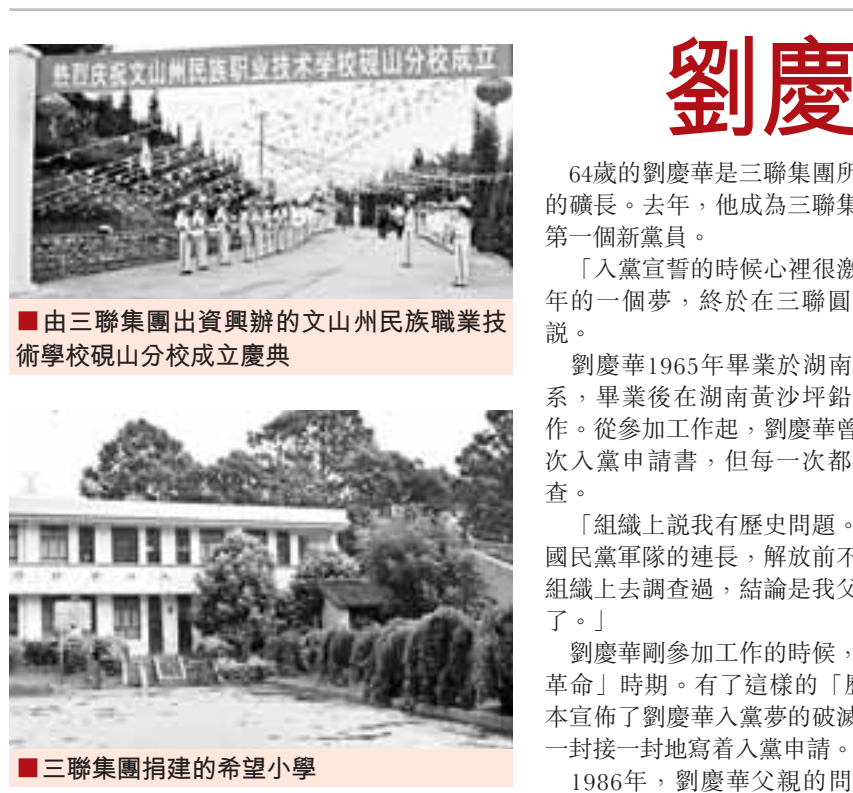 热烈庆祝文山州民族职业技术学校砚山分校成立
■由三聯集團出資興辦的文山州民族職業技
術學校硯山分校成立慶典
■三聯集團捐建的希望小學
劉慶
64歲的劉慶華是三聯集團所
的礦長。去年，他成為三聯集
第一個新黨員。
「入黨宣誓的時候心裡很激
年的一個夢，終於在三聯圓
説。
劉慶華1965年畢業於湖南
系，畢業後在湖南黃沙坪鉛
作。從參加工作起，劉慶華曾
次入黨申請書，但每一次都
查。
「組織上説我有歷史問題。
國民黨軍隊的連長，解放前不
組織上去調查過，結論是我父
了。」
劉慶華剛參加工作的時候，
革命」時期。有了這樣的「歷
本宣佈了劉慶華入黨夢的破滅
一封接一封地寫着入黨申請。
1986年，劉慶華父親的問